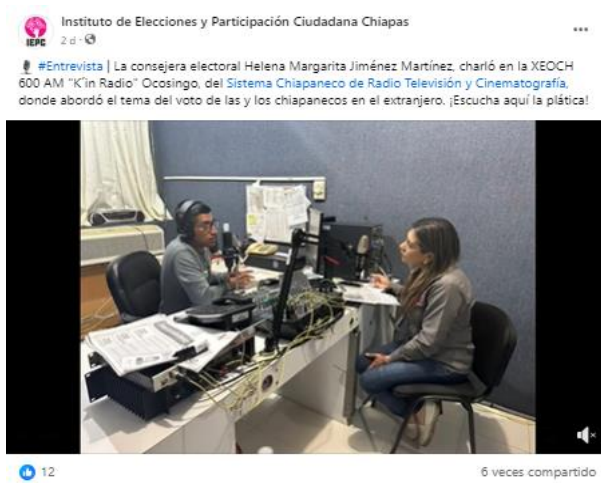 Instituto de Elecciones y Participación Ciudadana Chiapas
IEPC
2 d ·
#Entrevista | La consejera electoral Helena Margarita Jiménez Martínez, charló en la XEOCH
600 AM "K´in Radio" Ocosingo, del Sistema Chiapaneco de Radio Televisión y Cinematografía,
donde abordó el tema del voto de las y los chiapanecos en el extranjero. ¡Escucha aquí la plática!
12
6 veces compartido